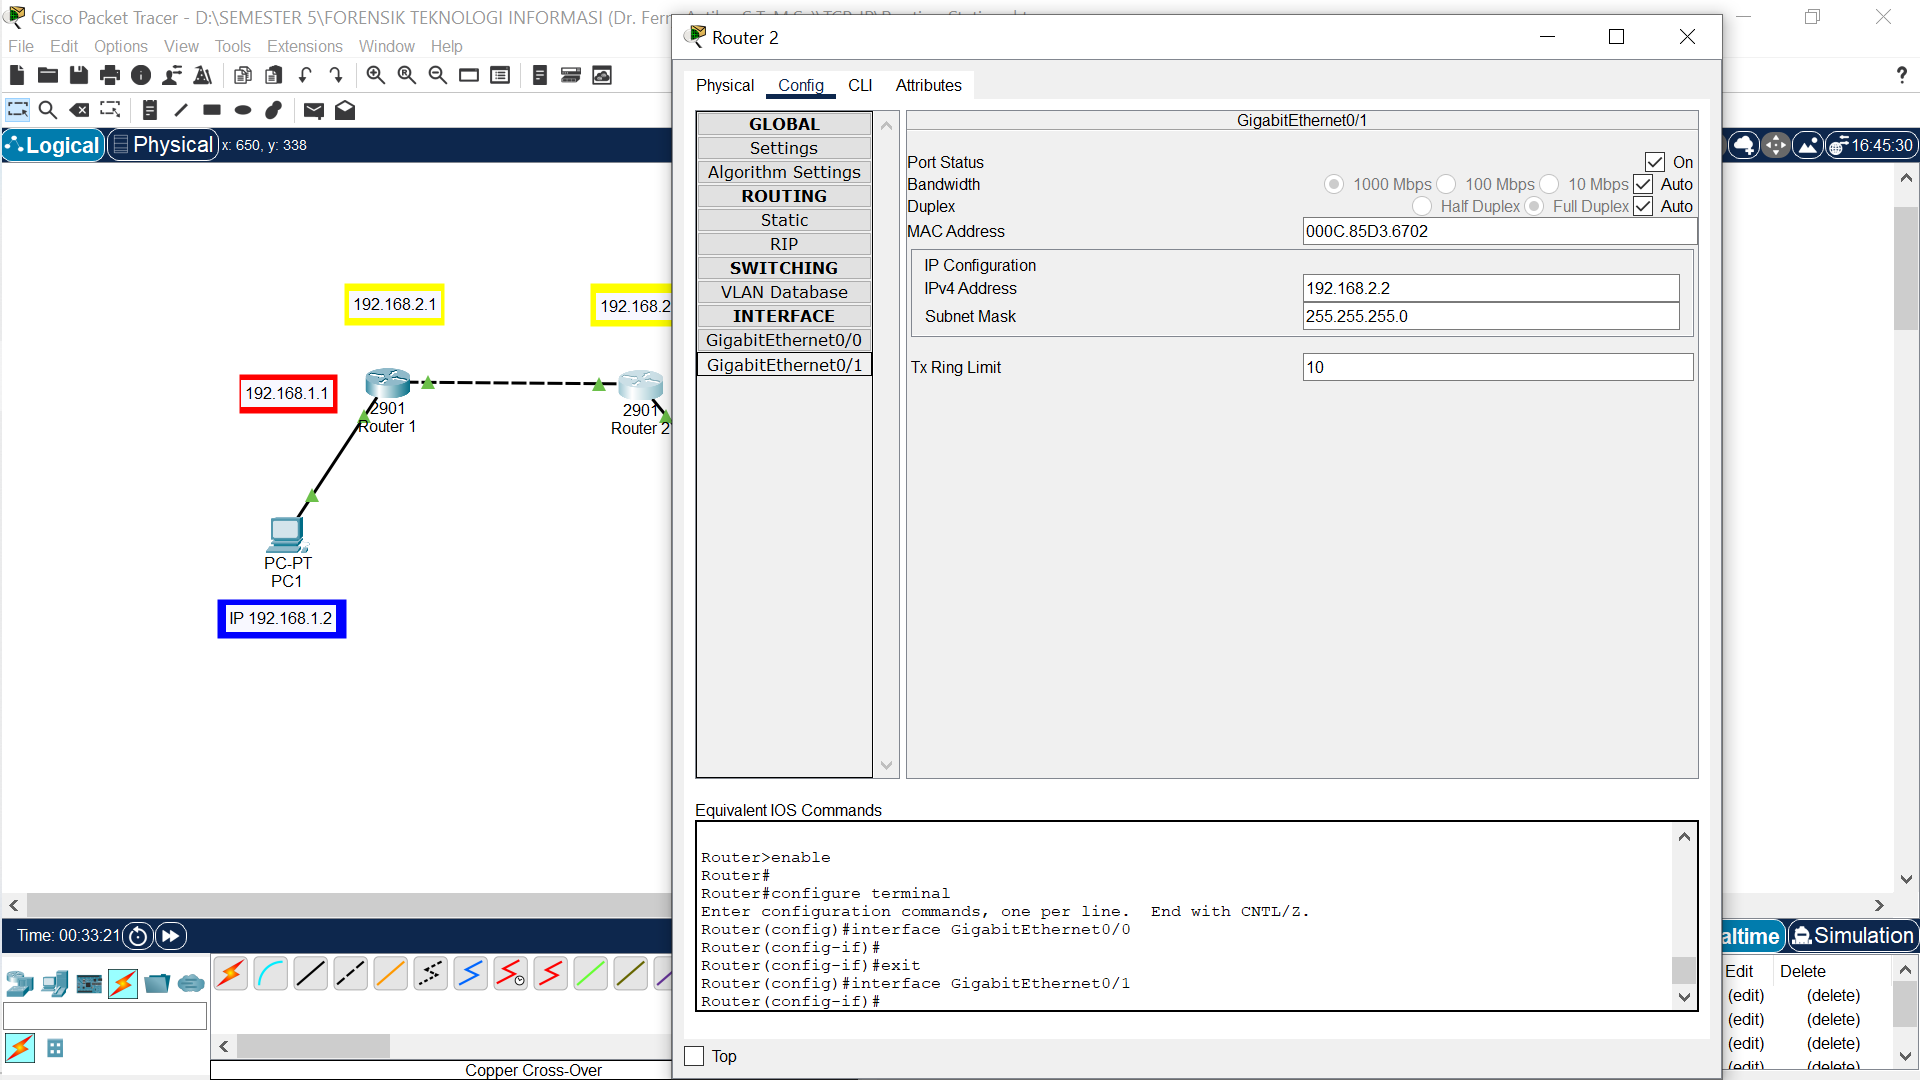 Cisco Packet Tracer - D:\SEMESTER 5\FORENSIK TEKNOLOGI INFORMASI (Dr. Fern
File Edit Options View Tools Extensions Window Help
?
Logical Physical x: 650, y: 338
16:45:30
192.168.2.1
192.168.2
192.168.1.1
2901
Router 1
2901
Router 2
PC-PT
PC1
IP 192.168.1.2
Time: 00:33:21
Copper Cross-Over
Router 2
Physical Config CLI Attributes
GLOBAL
Settings
Algorithm Settings
ROUTING
Static
RIP
SWITCHING
VLAN Database
INTERFACE
GigabitEthernet0/0
GigabitEthernet0/1
GigabitEthernet0/1
Port Status On
Bandwidth 1000 Mbps 100 Mbps 10 Mbps Auto
Duplex Half Duplex Full Duplex Auto
MAC Address 000C.85D3.6702
IP Configuration
IPv4 Address 192.168.2.2
Subnet Mask 255.255.255.0
Tx Ring Limit 10
Equivalent IOS Commands
Router>enable
Router#
Router#configure terminal
Enter configuration commands, one per line. End with CNTL/Z.
Router(config)#interface GigabitEthernet0/0
Router(config-if)#
Router(config-if)#exit
Router(config)#interface GigabitEthernet0/1
Router(config-if)#
Top
altime Simulation
Edit Delete
(edit) (delete)
(edit) (delete)
(edit) (delete)
(edit) (delete)